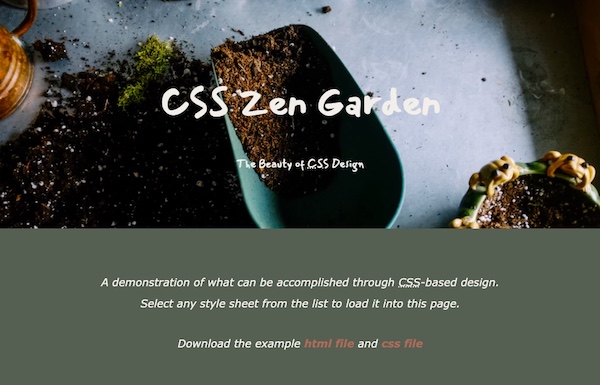 CSS Zen Garden
The Beauty of CSS Design
A demonstration of what can be accomplished through CSS-based design.
Select any style sheet from the list to load it into this page.
Download the example html file and css file